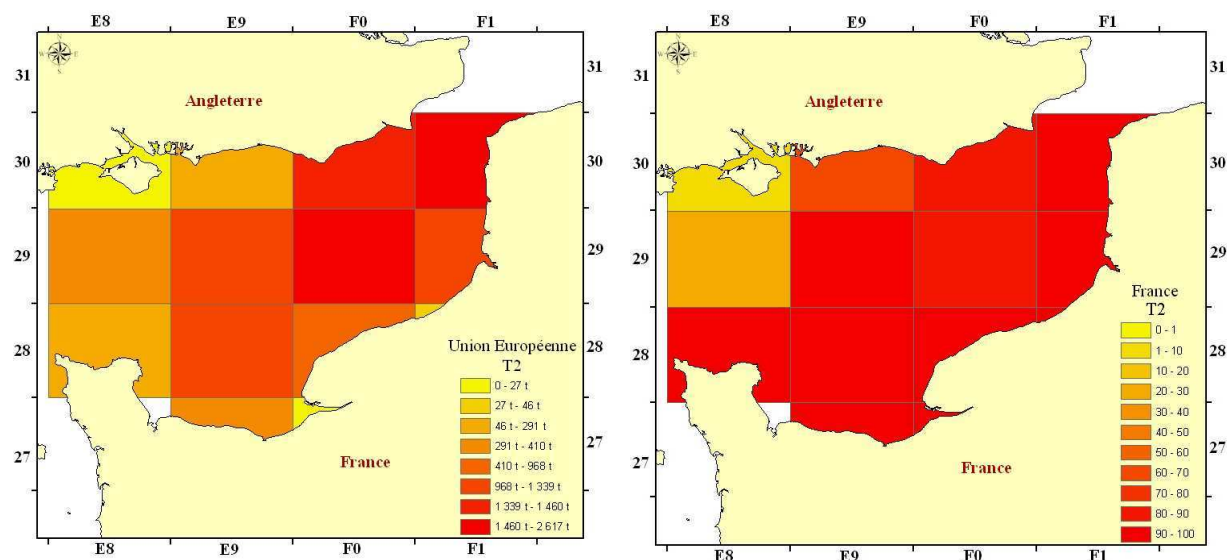 E8 E9 F0 F1
31 31
Angleterre
30 30
29 29
28 28
27 27
France
Union Européenne
T2
0 - 27 t
27 t - 46 t
46 t - 291 t
291 t - 410 t
410 t - 968 t
968 t - 1 339 t
1 339 t - 1 460 t
1 460 t - 2 617 t
E8 E9 F0 F1
E8 E9 F0 F1
31 31
Angleterre
30 30
29 29
28 28
27 27
France
France
T2
0 - 1
1 - 10
10 - 20
20 - 30
30 - 40
40 - 50
50 - 60
60 - 70
70 - 80
80 - 90
90 - 100
E8 E9 F0 F1